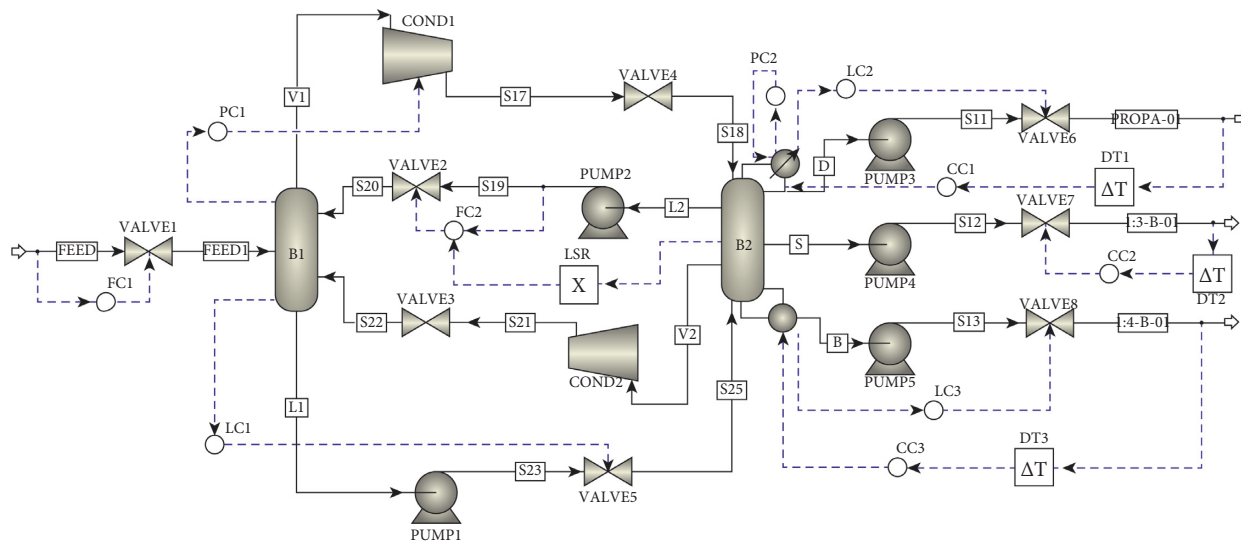 COND1
V1
PC1
S17
VALVE4
S18
PC2
LC2
S11
VALVE6
PROPA-01
D
PUMP3
CC1
DT1
ΔT
VALVE2
S20
S19
PUMP2
L2
FC2
LSR
X
FEED
VALVE1
FEED1
B1
FC1
B2
S
PUMP4
S12
VALVE7
1:3-B-01
CC2
ΔT
DT2
VALVE3
S22
S21
COND2
V2
S25
B
PUMP5
S13
VALVE8
1:4-B-01
LC3
L1
LC1
CC3
DT3
ΔT
PUMP1
S23
VALVE5